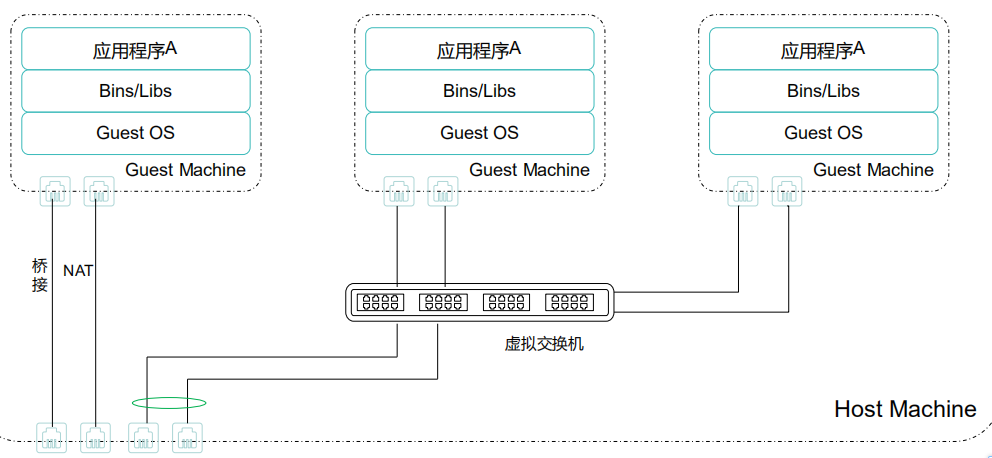 应用程序A
Bins/Libs
Guest OS
Guest Machine
应用程序A
Bins/Libs
Guest OS
Guest Machine
应用程序A
Bins/Libs
Guest OS
Guest Machine
桥接
NAT
虚拟交换机
Host Machine